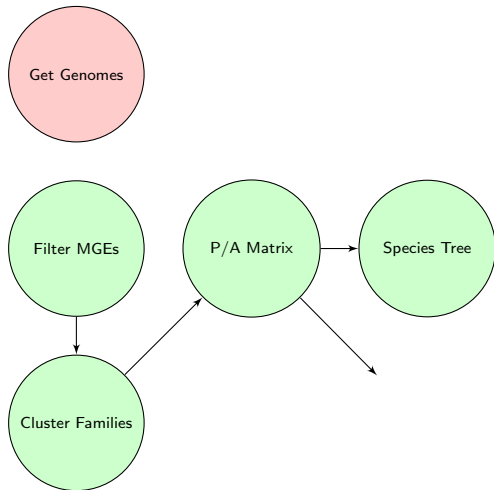 Get Genomes
Filter MGEs
P/A Matrix
Species Tree
Cluster Families